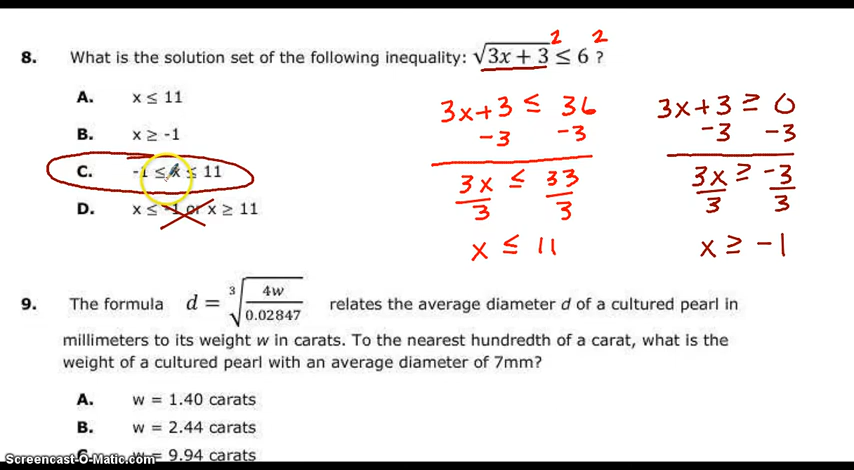 8. What is the solution set of the following inequality: √3x + 3 ≤ 6 ?
2 2
A. x ≤ 11
B. x ≥ -1
C. -1 ≤ x ≤ 11
D. x ≤ -1 or x ≥ 11
3x+3 ≤ 36
-3 -3
3x ≤ 33
3 3
x ≤ 11
3x+3 ≥ 0
-3 -3
3x ≥ -3
3 3
x ≥ -1
9. The formula d = ∛(4w/0.02847) relates the average diameter d of a cultured pearl in
millimeters to its weight w in carats. To the nearest hundredth of a carat, what is the
weight of a cultured pearl with an average diameter of 7mm?
A. w = 1.40 carats
B. w = 2.44 carats
= 9.94 carats
Screencast-O-Matic.com